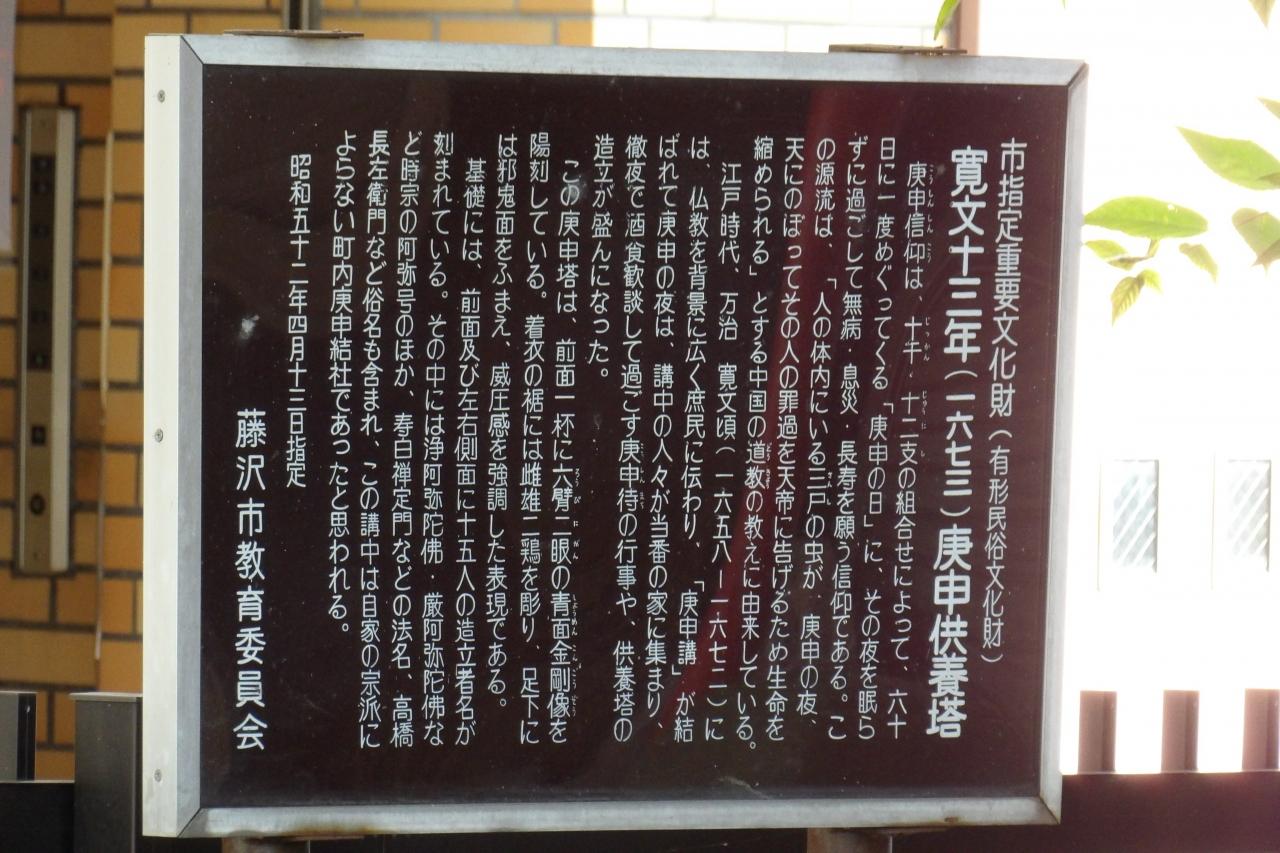 市指定重要文化財（有形民俗文化財）
寛文十三年（一六七三）庚申供養塔
庚申信仰は、十干・十二支の組合せによって、六十
日に一度めぐってくる「庚申の日」に、その夜を眠ら
ずに過ごして無病・息災・長寿を願う信仰である。こ
の源流は、「人の体内にいる三戸の虫が、庚申の夜、
天にのぼってその人の罪過を天帝に告げるため生命を
縮められる」とする中国の道教の教えに由来している。
江戸時代、万治 寛文頃（一六五八－一六七二）に
は、仏教を背景に広く庶民に伝わり、「庚申講」が結
ばれて庚申の夜は、講中の人々が当番の家に集まり、
徹夜で酒食歓談して過ごす庚申待の行事や、供養塔の
造立が盛んになった。
この庚申塔は、前面一杯に六臂二眼の青面金剛像を
陽刻している。着衣の裾には雌雄二鶏を彫り、足下に
は邪鬼面をふまえ、威圧感を強調した表現である。
基礎には、前面及び左右側面に十五人の造立者名が
刻まれている。その中には浄阿弥陀佛・厳阿弥陀佛な
ど時宗の阿弥号のほか、寿白禅定門などの法名、高橋
長左衛門など俗名も含まれ、この講中は自家の宗派に
よらない町内庚申結社であったと思われる。
昭和五十二年四月十三日指定
藤沢市教育委員会